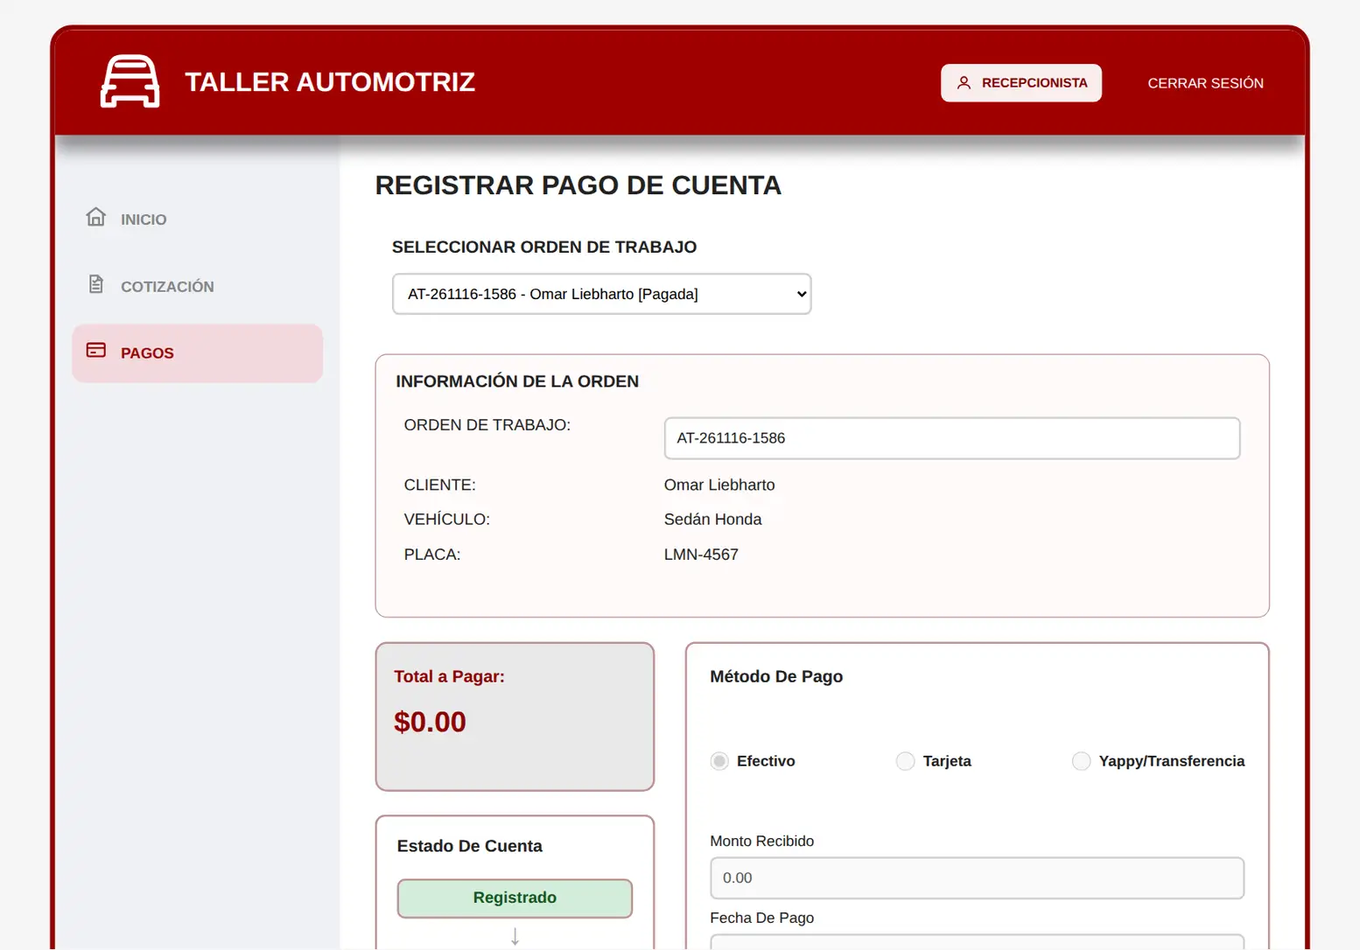 TALLER AUTOMOTRIZ
RECEPCIONISTA
CERRAR SESIÓN
INICIO
COTIZACIÓN
PAGOS
REGISTRAR PAGO DE CUENTA
SELECCIONAR ORDEN DE TRABAJO
AT-261116-1586 - Omar Liebharto [Pagada]
INFORMACIÓN DE LA ORDEN
ORDEN DE TRABAJO: AT-261116-1586
CLIENTE: Omar Liebharto
VEHÍCULO: Sedán Honda
PLACA: LMN-4567
Total a Pagar:
$0.00
Estado De Cuenta
Registrado
Método De Pago
Efectivo Tarjeta Yappy/Transferencia
Monto Recibido
0.00
Fecha De Pago